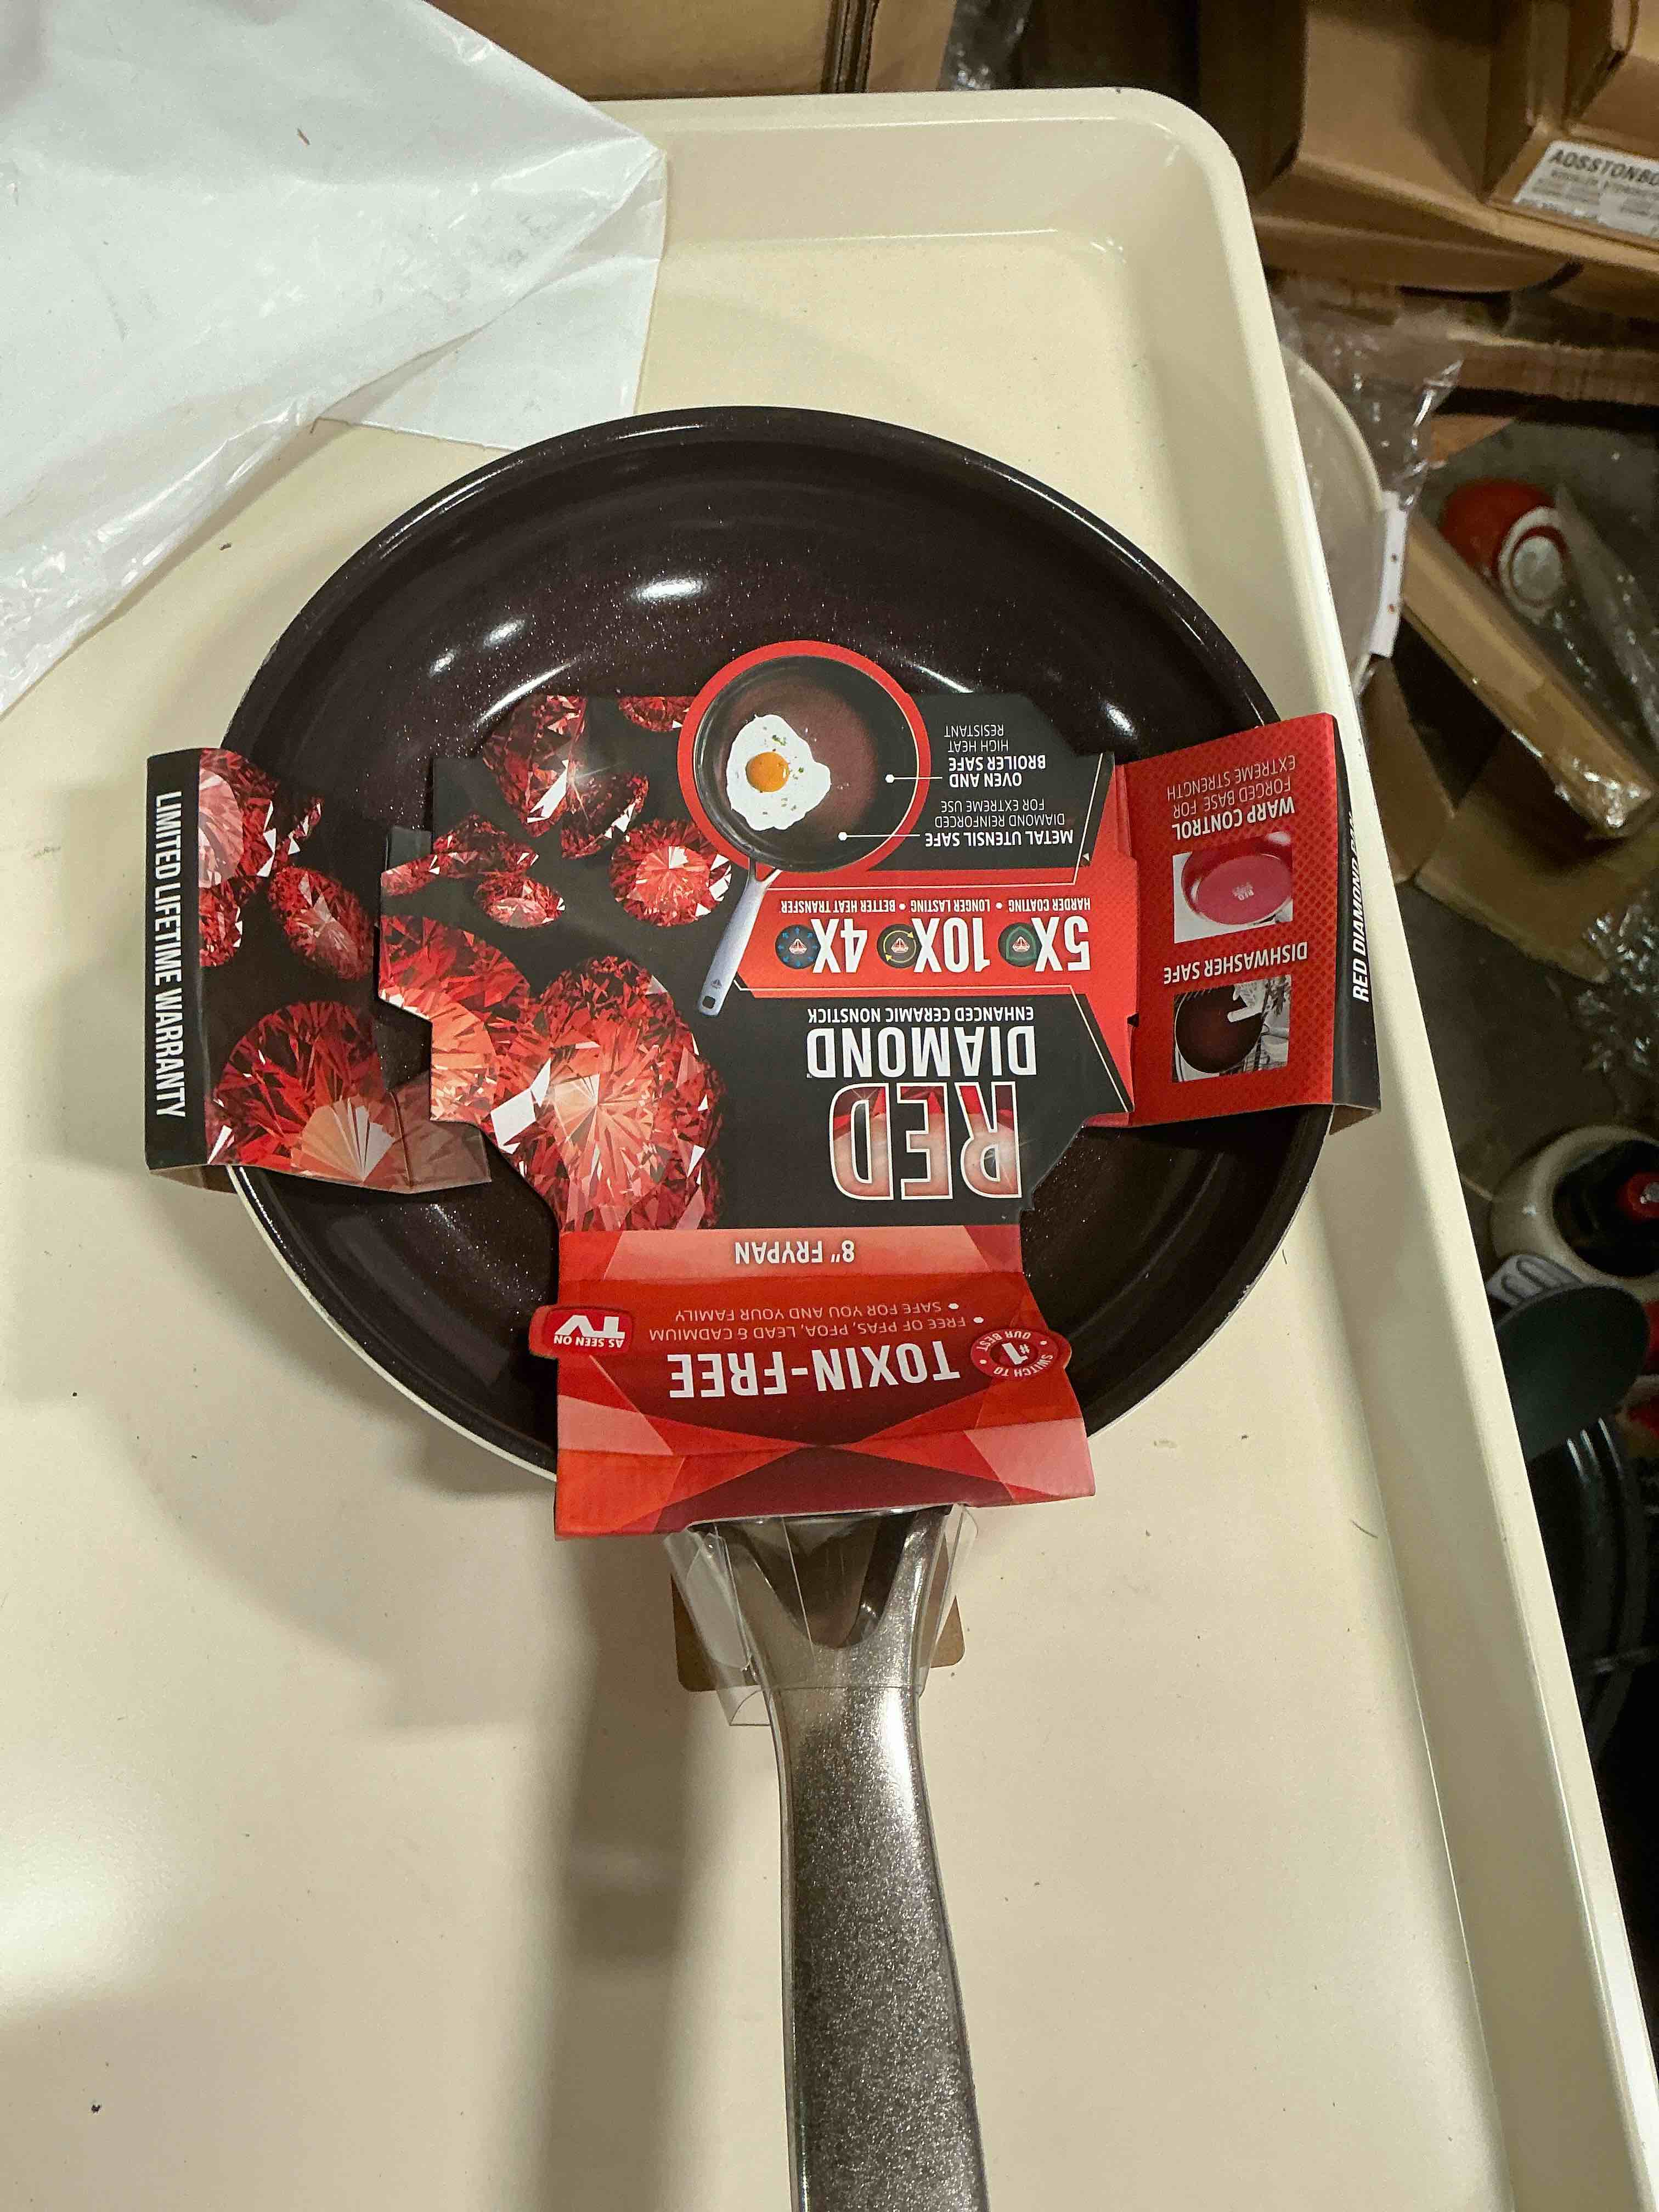 TOXIN-FREE
• FREE OF PFAS, PFOA, LEAD & CADMIUM
• SAFE FOR YOU AND YOUR FAMILY
SWITCH TO
#1
OUR BEST
AS SEEN ON
TV
8" FRYPAN
RED
DIAMOND
ENHANCED CERAMIC NONSTICK
5X 10X 4X
HARDER COATING • LONGER LASTING • BETTER HEAT TRANSFER
METAL UTENSIL SAFE
DIAMOND REINFORCED
FOR EXTREME USE
OVEN AND
BROILER SAFE
HIGH HEAT
RESISTANT
DISHWASHER SAFE
WARP CONTROL
FORCED BASE FOR
EXTREME STRENGTH
RED DIAMOND
LIMITED LIFETIME WARRANTY